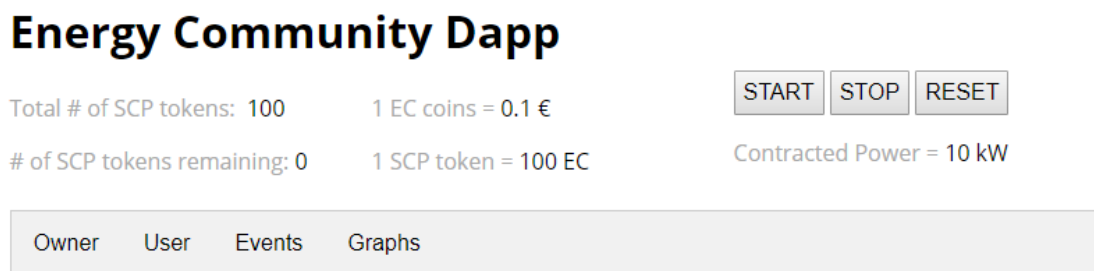 Energy Community Dapp
Total # of SCP tokens: 100 1 EC coins = 0.1 € START STOP RESET
# of SCP tokens remaining: 0 1 SCP token = 100 EC Contracted Power = 10 kW
Owner User Events Graphs